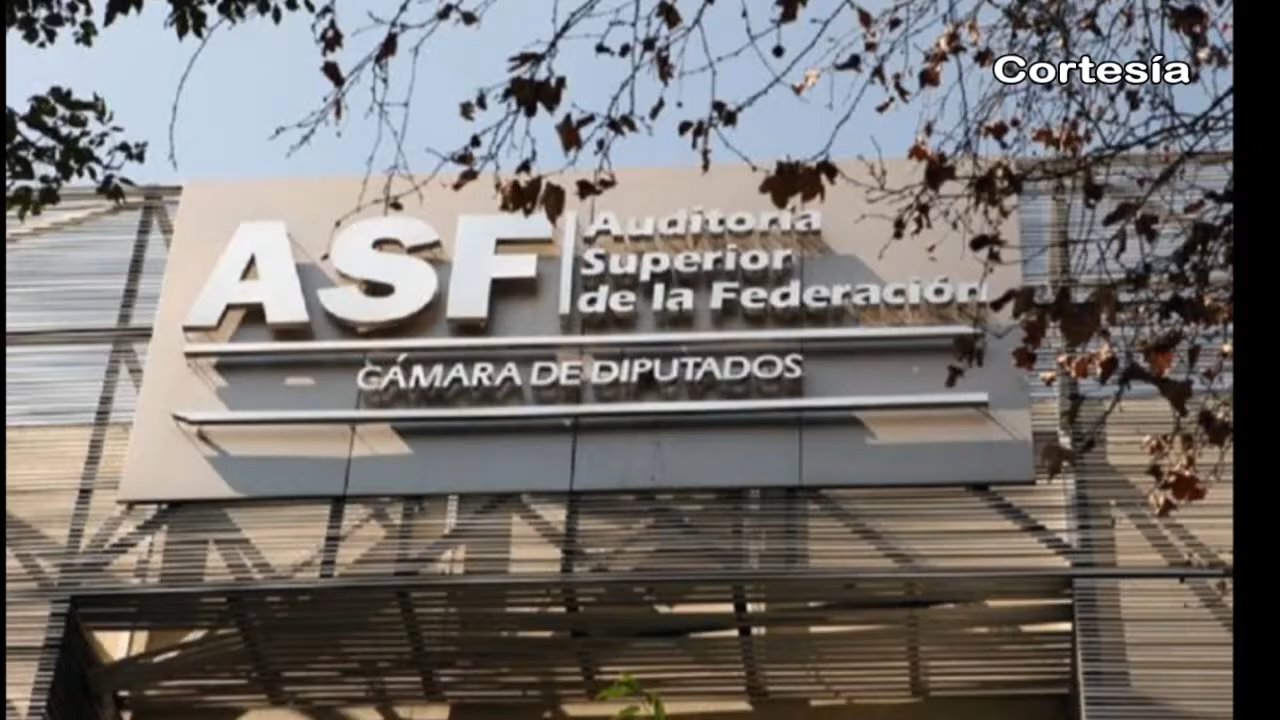 Cortesía
ASF
Auditoría
Superior
de la Federación
CÁMARA DE DIPUTADOS